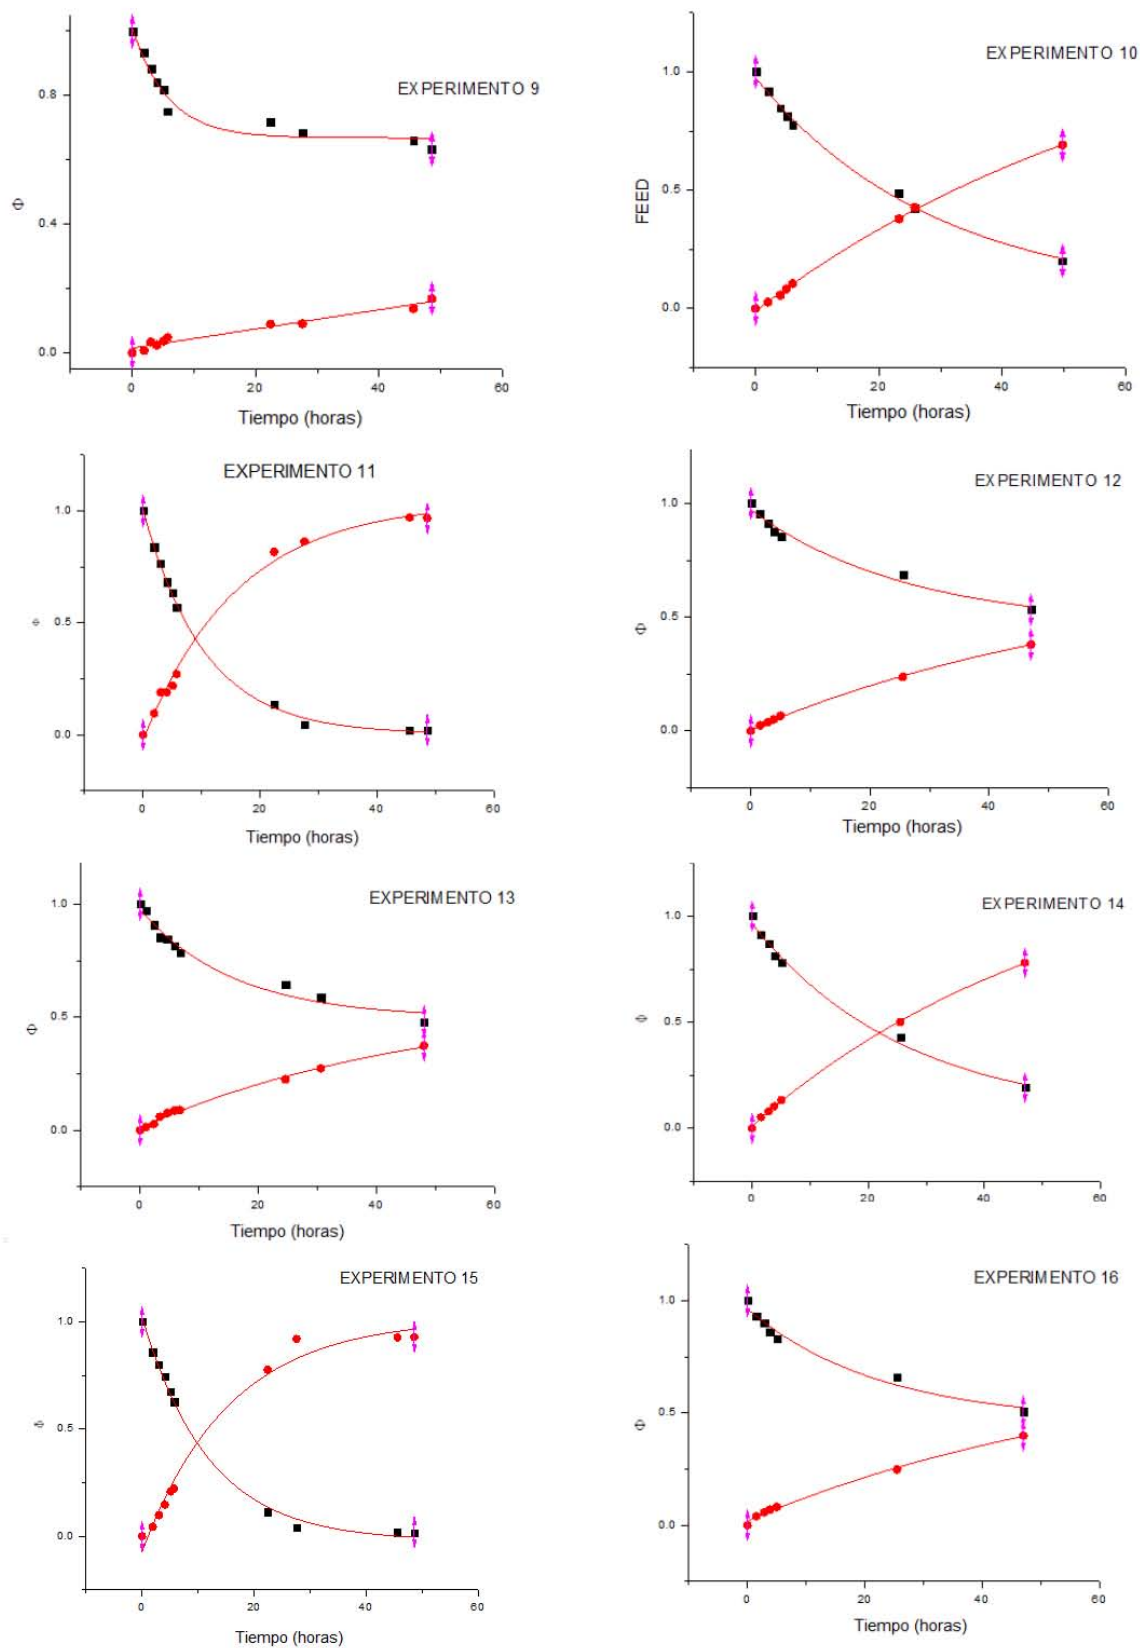 EXPERIMENTO 9
0.8
Φ
0.4
0.0
0 20 40 60
Tiempo (horas)
EXPERIMENTO 10
1.0
FEED
0.5
0.0
0 20 40 60
Tiempo (horas)
EXPERIMENTO 11
1.0
Φ
0.5
0.0
0 20 40 60
Tiempo (horas)
EXPERIMENTO 12
1.0
Φ
0.5
0.0
0 20 40 60
Tiempo (horas)
EXPERIMENTO 13
1.0
Φ
0.5
0.0
0 20 40 60
Tiempo (horas)
EXPERIMENTO 14
1.0
Φ
0.5
0.0
0 20 40 60
EXPERIMENTO 15
1.0
Φ
0.5
0.0
0 20 40 60
Tiempo (horas)
EXPERIMENTO 16
1.0
Φ
0.5
0.0
0 20 40 60
Tiempo (horas)